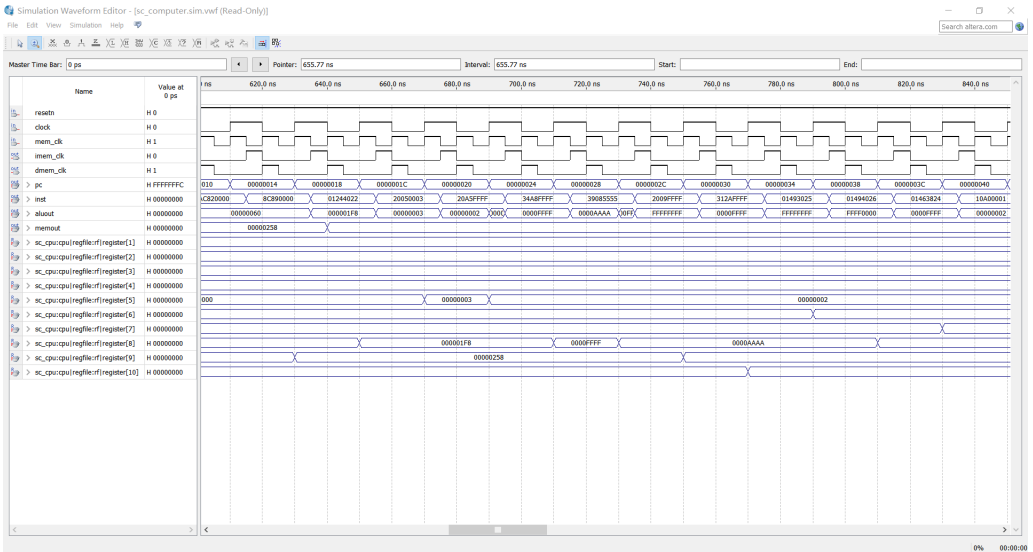 Simulation Waveform Editor - [sc_computer.sim.vwf (Read-Only)]
File Edit View Simulation Help
Search altera.com
Master Time Bar: 0 ps Pointer: 655.77 ns Interval: 655.77 ns Start: End:
Name Value at 0 ps
ns 620.0 ns 640.0 ns 660.0 ns 680.0 ns 700.0 ns 720.0 ns 740.0 ns 760.0 ns 780.0 ns 800.0 ns 820.0 ns 840.0 ns
resetn H 0
clock H 0
mem_clk H 1
imem_clk H 0
dmem_clk H 1
> pc H FFFFFFFC 010 00000014 00000018 0000001C 00000020 00000024 00000028 0000002C 00000030 00000034 00000038 0000003C 00000040
> inst H 00000000 AC820000 8C890000 01244022 20050003 20A5FFFF 34A8FFFF 39085555 2009FFFF 312AFFFF 01493025 01494026 01463824 10A00001
> aluout H 00000000 00000060 000001F8 00000003 00000002 0000FFFF 0000AAAA FFFFFFFF 0000FFFF FFFFFFFF FFFF0000 0000FFFF 00000002
> memout H 00000000 00000258
> sc_cpu:cpu|regfile:rf|register[1] H 00000000
> sc_cpu:cpu|regfile:rf|register[2] H 00000000
> sc_cpu:cpu|regfile:rf|register[3] H 00000000
> sc_cpu:cpu|regfile:rf|register[4] H 00000000
> sc_cpu:cpu|regfile:rf|register[5] H 00000000 000 00000003 00000002
> sc_cpu:cpu|regfile:rf|register[6] H 00000000
> sc_cpu:cpu|regfile:rf|register[7] H 00000000
> sc_cpu:cpu|regfile:rf|register[8] H 00000000 000001F8 0000FFFF 0000AAAA
> sc_cpu:cpu|regfile:rf|register[9] H 00000000 00000258
> sc_cpu:cpu|regfile:rf|register[10] H 00000000
0% 00:00:00